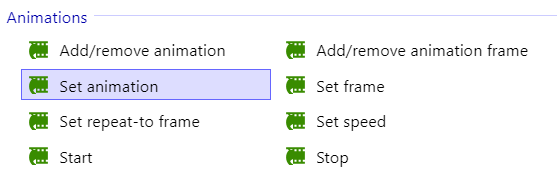 Animations
Add/remove animation
Add/remove animation frame
Set animation
Set frame
Set repeat-to frame
Set speed
Start
Stop